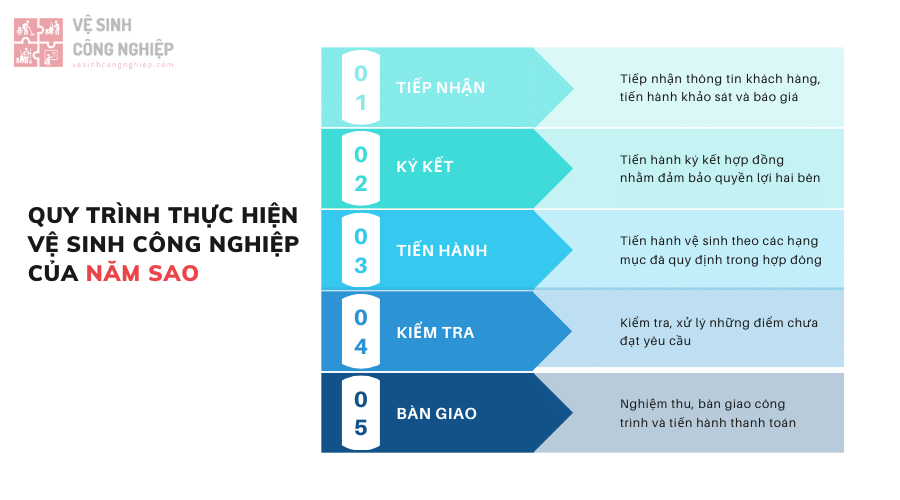 VỆ SINH
CÔNG NGHIỆP
vesinhcongnghiep.com
QUY TRÌNH THỰC HIỆN
VỆ SINH CÔNG NGHIỆP
CỦA NĂM SAO
01
TIẾP NHẬN
Tiếp nhận thông tin khách hàng,
tiến hành khảo sát và báo giá
02
KÝ KẾT
Tiến hành ký kết hợp đồng
nhằm đảm bảo quyền lợi hai bên
03
TIẾN HÀNH
Tiến hành vệ sinh theo các hạng
mục đã quy định trong hợp đồng
04
KIỂM TRA
Kiểm tra, xử lý những điểm chưa
đạt yêu cầu
05
BÀN GIAO
Nghiệm thu, bàn giao công
trình và tiến hành thanh toán